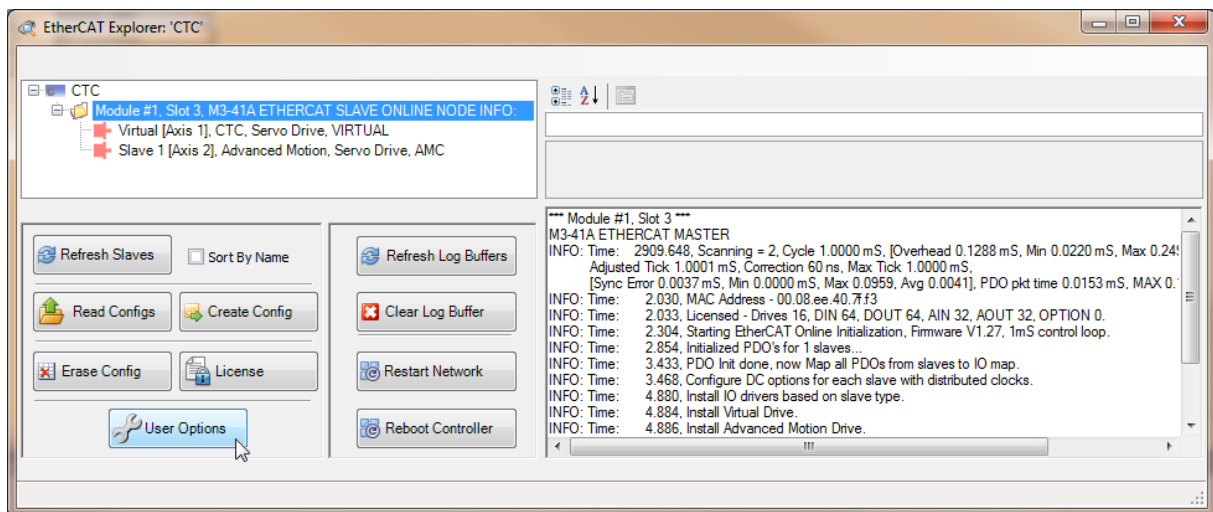 EtherCAT Explorer: 'CTC'
CTC
Module #1, Slot 3, M3-41A ETHERCAT SLAVE ONLINE NODE INFO:
Virtual [Axis 1], CTC, Servo Drive, VIRTUAL
Slave 1 [Axis 2], Advanced Motion, Servo Drive, AMC
Refresh Slaves
Sort By Name
Read Configs
Create Config
Erase Config
License
User Options
Refresh Log Buffers
Clear Log Buffer
Restart Network
Reboot Controller
*** Module #1, Slot 3 ***
M3-41A ETHERCAT MASTER
INFO: Time: 2909.648, Scanning = 2, Cycle 1.0000 mS, [Overhead 0.1288 mS, Min 0.0220 mS, Max
Adjusted Tick 1.0001 mS, Correction 60 ns, Max Tick 1.0000 mS,
[Sync Error 0.0037 mS, Min 0.0000 mS, Max 0.0959, Avg 0.0041], PDO pkt time 0.0153 mS, MAX
INFO: Time: 2.030, MAC Address - 00.08.ee.40.7f.f3
INFO: Time: 2.033, Licensed - Drives 16, DIN 64, DOUT 64, AIN 32, AOUT 32, OPTION 0.
INFO: Time: 2.304, Starting EtherCAT Online Initialization, Firmware V1.27, 1mS control loop.
INFO: Time: 2.854, Initialized PDO's for 1 slaves...
INFO: Time: 3.433, PDO Init done, now Map all PDOs from slaves to IO map.
INFO: Time: 3.468, Configure DC options for each slave with distributed clocks.
INFO: Time: 4.880, Install IO drivers based on slave type.
INFO: Time: 4.884, Install Virtual Drive.
INFO: Time: 4.886, Install Advanced Motion Drive.